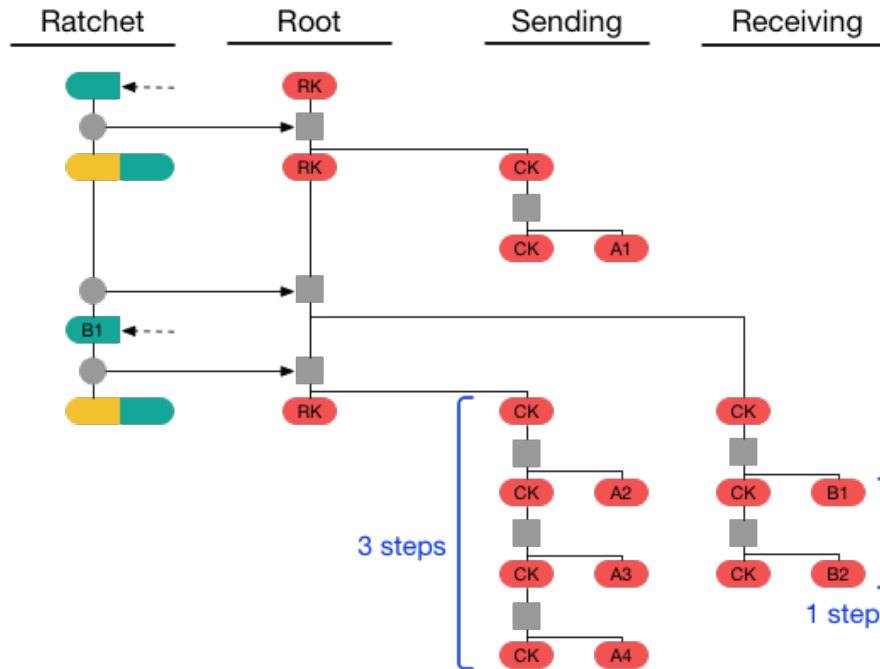 Ratchet Root Sending Receiving
RK
RK CK
CK A1
B1
RK CK CK
CK A2 CK B1
3 steps
CK A3 CK B2
1 step
CK A4